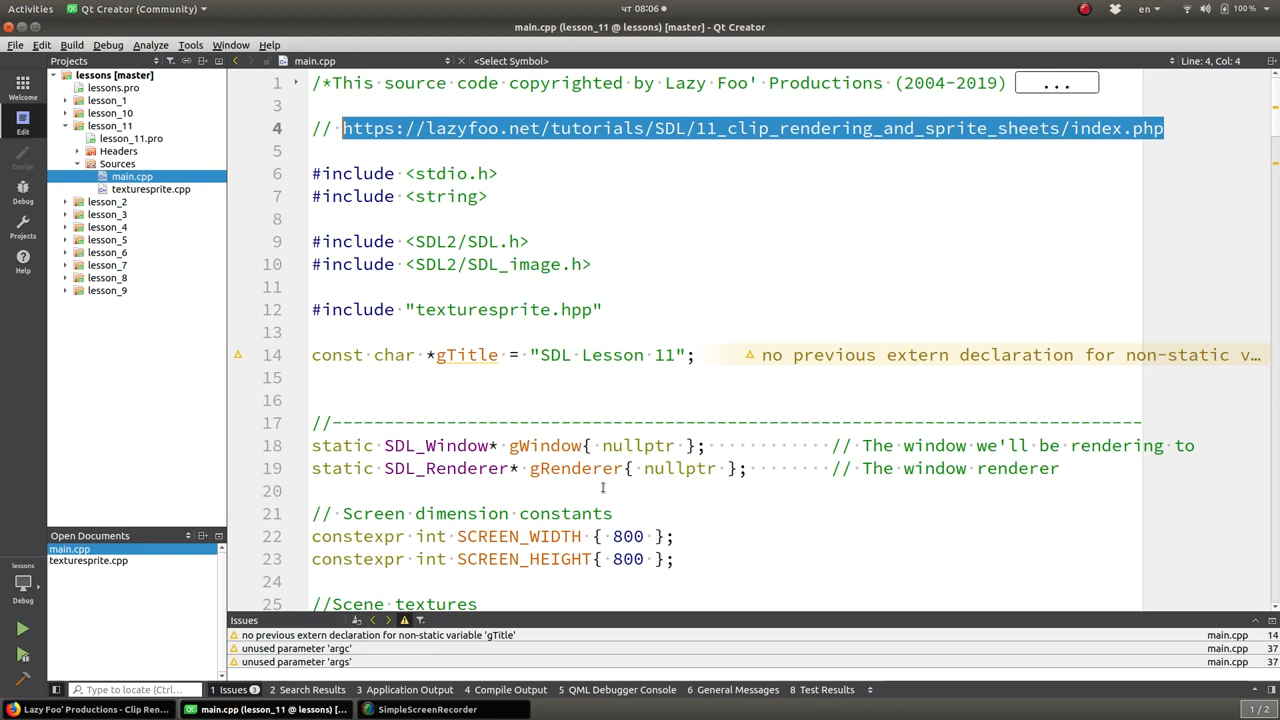 Activities
Qt Creator (Community)
чт 08:06
en
100 %
main.cpp (lesson_11 @ lessons) [master] - Qt Creator
File Edit Build Debug Analyze Tools Window Help
Projects
main.cpp
<Select Symbol>
Line: 4, Col: 4
Welcome
Edit
Design
Debug
Projects
Help
lessons
Debug
lessons [master]
lessons.pro
lesson_1
lesson_10
lesson_11
lesson_11.pro
Headers
Sources
main.cpp
texturesprite.cpp
lesson_2
lesson_3
lesson_4
lesson_5
lesson_6
lesson_7
lesson_8
lesson_9
Open Documents
main.cpp
texturesprite.cpp
1 /*This source code copyrighted by Lazy Foo' Productions (2004-2019) ...
3
4 // https://lazyfoo.net/tutorials/SDL/11_clip_rendering_and_sprite_sheets/index.php
5
6 #include <stdio.h>
7 #include <string>
8
9 #include <SDL2/SDL.h>
10 #include <SDL2/SDL_image.h>
11
12 #include "texturesprite.hpp"
13
14 const char *gTitle = "SDL Lesson 11"; no previous extern declaration for non-static v…
15
16
17 //------------------------------------------------------------------------------
18 static SDL_Window* gWindow{ nullptr }; // The window we'll be rendering to
19 static SDL_Renderer* gRenderer{ nullptr }; // The window renderer
20
21 // Screen dimension constants
22 constexpr int SCREEN_WIDTH { 800 };
23 constexpr int SCREEN_HEIGHT{ 800 };
24
25 //Scene textures
Issues
no previous extern declaration for non-static variable 'gTitle' main.cpp 14
unused parameter 'argc' main.cpp 37
unused parameter 'args' main.cpp 37
Type to locate (Ctrl...
1 Issues 3
2 Search Results
3 Application Output
4 Compile Output
5 QML Debugger Console
6 General Messages
8 Test Results
Lazy Foo' Productions - Clip Ren...
main.cpp (lesson_11 @ lessons) [...
SimpleScreenRecorder
1 / 2